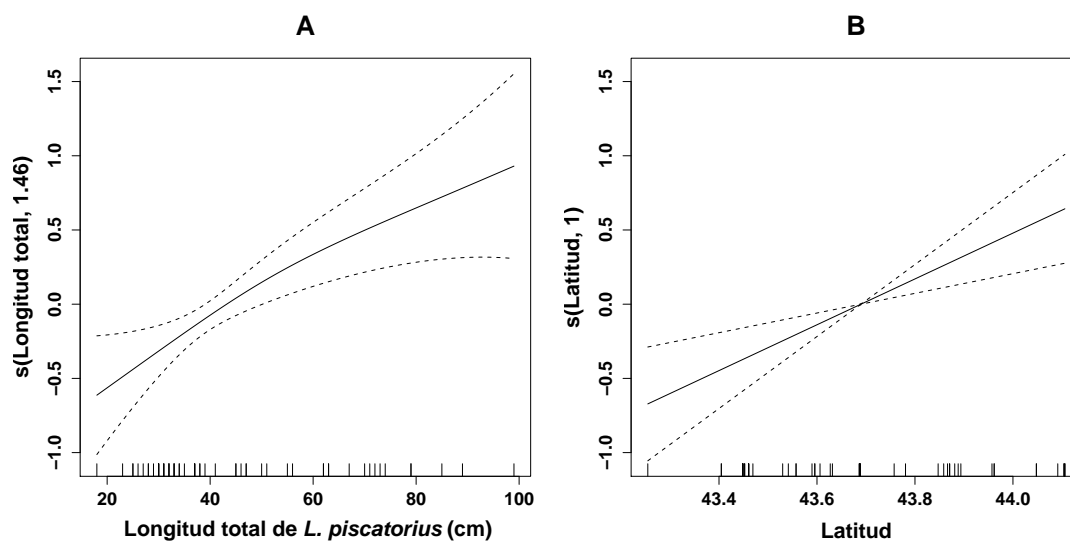 A
s(Longitud total, 1.46)
1.5
1.0
0.5
0.0
−0.5
−1.0
20 40 60 80 100
Longitud total de L. piscatorius (cm)
B
s(Latitud, 1)
1.5
1.0
0.5
0.0
−0.5
−1.0
43.4 43.6 43.8 44.0
Latitud